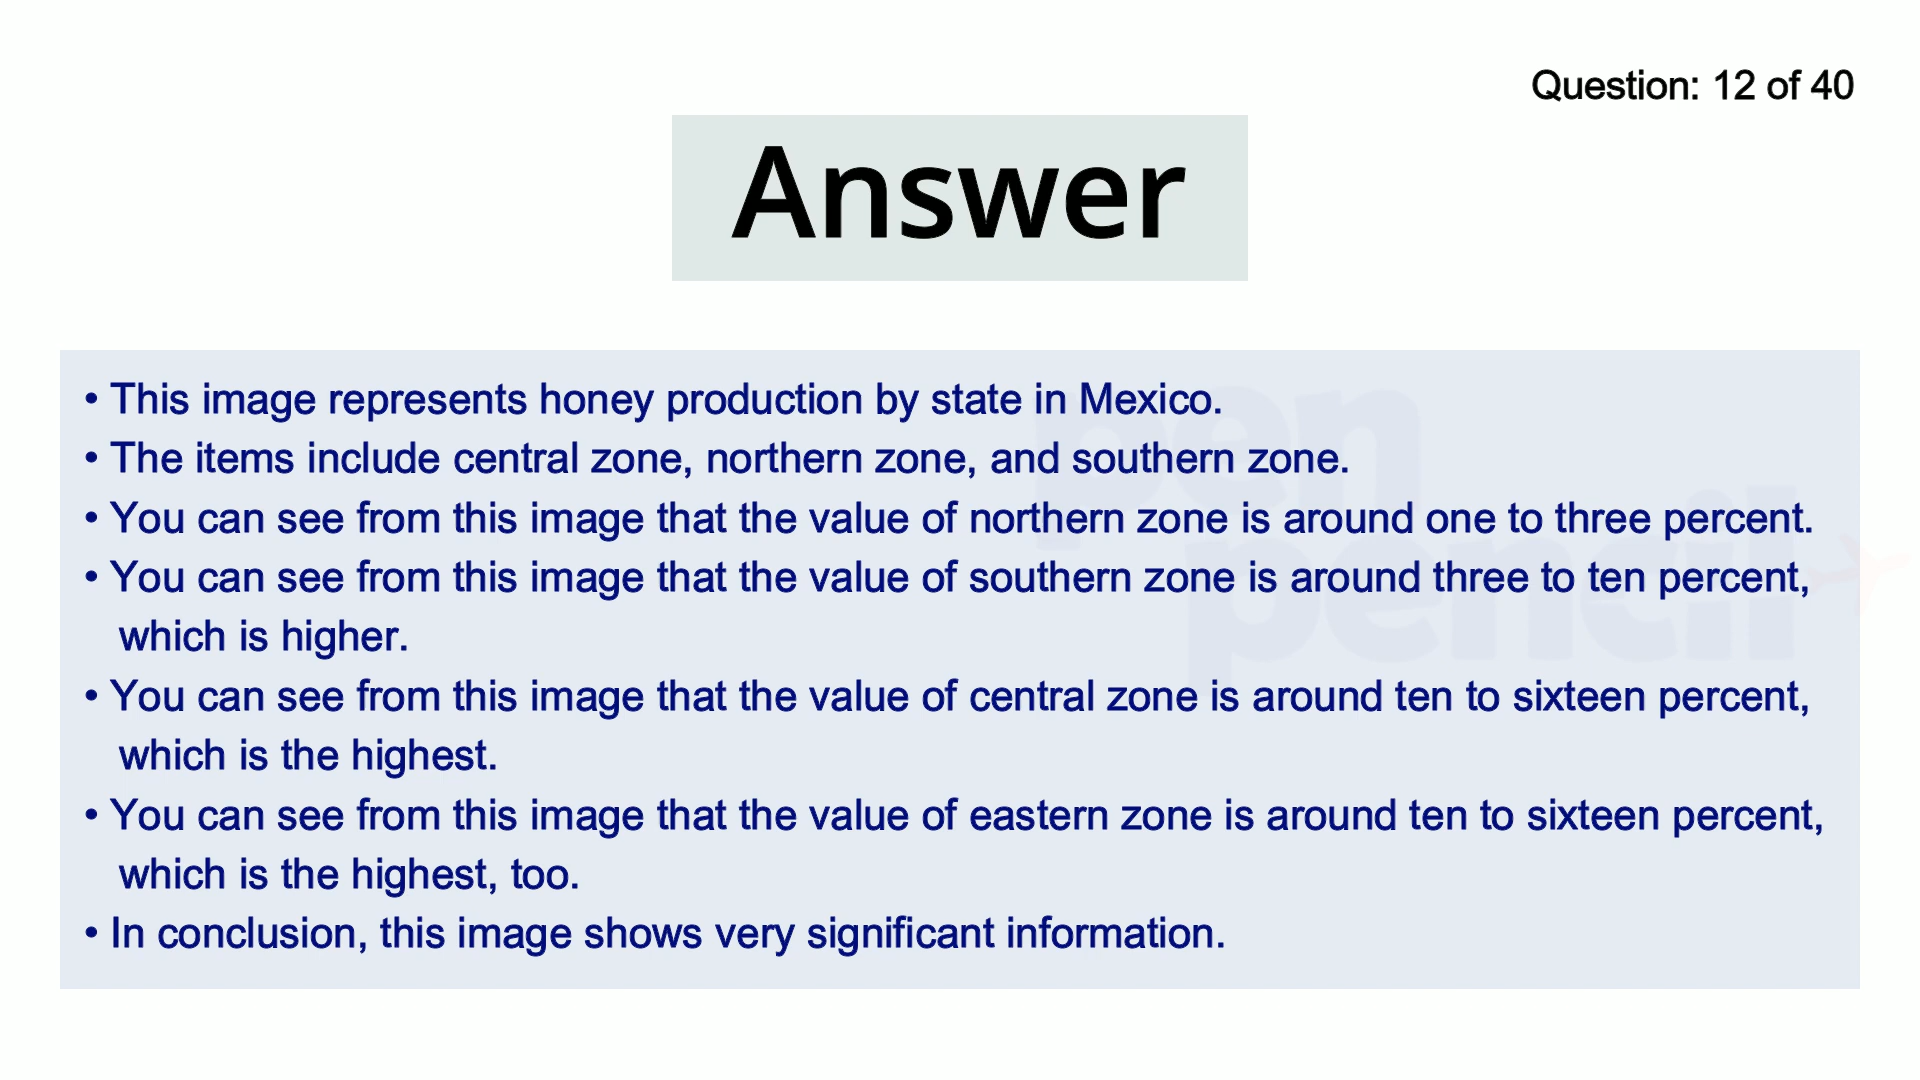 Question: 12 of 40
Answer
• This image represents honey production by state in Mexico.
• The items include central zone, northern zone, and southern zone.
• You can see from this image that the value of northern zone is around one to three percent.
• You can see from this image that the value of southern zone is around three to ten percent,
which is higher.
• You can see from this image that the value of central zone is around ten to sixteen percent,
which is the highest.
• You can see from this image that the value of eastern zone is around ten to sixteen percent,
which is the highest, too.
• In conclusion, this image shows very significant information.
pen
pencil